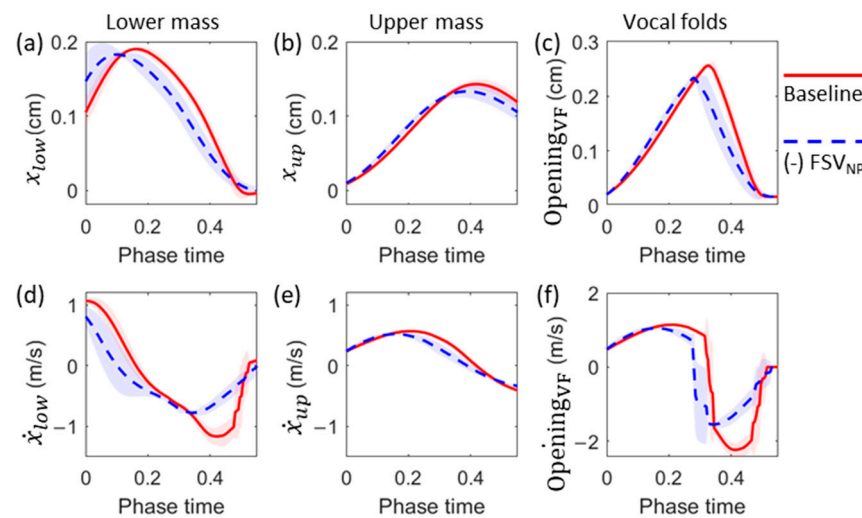 Lower mass
Upper mass
Vocal folds
(a)
0.2
0.1
0
x_low (cm)
0 0.2 0.4
Phase time
(b)
0.2
0.1
0
x_up (cm)
0 0.2 0.4
Phase time
(c)
0.3
0.2
0.1
0
Opening_VF (cm)
0 0.2 0.4
Phase time
Baseline
(-) FSV_NP
(d)
1
0
−1
ẋ_low (m/s)
0 0.2 0.4
Phase time
(e)
1
0
−1
ẋ_up (m/s)
0 0.2 0.4
Phase time
(f)
2
0
−2
Openiṅg_VF (m/s)
0 0.2 0.4
Phase time